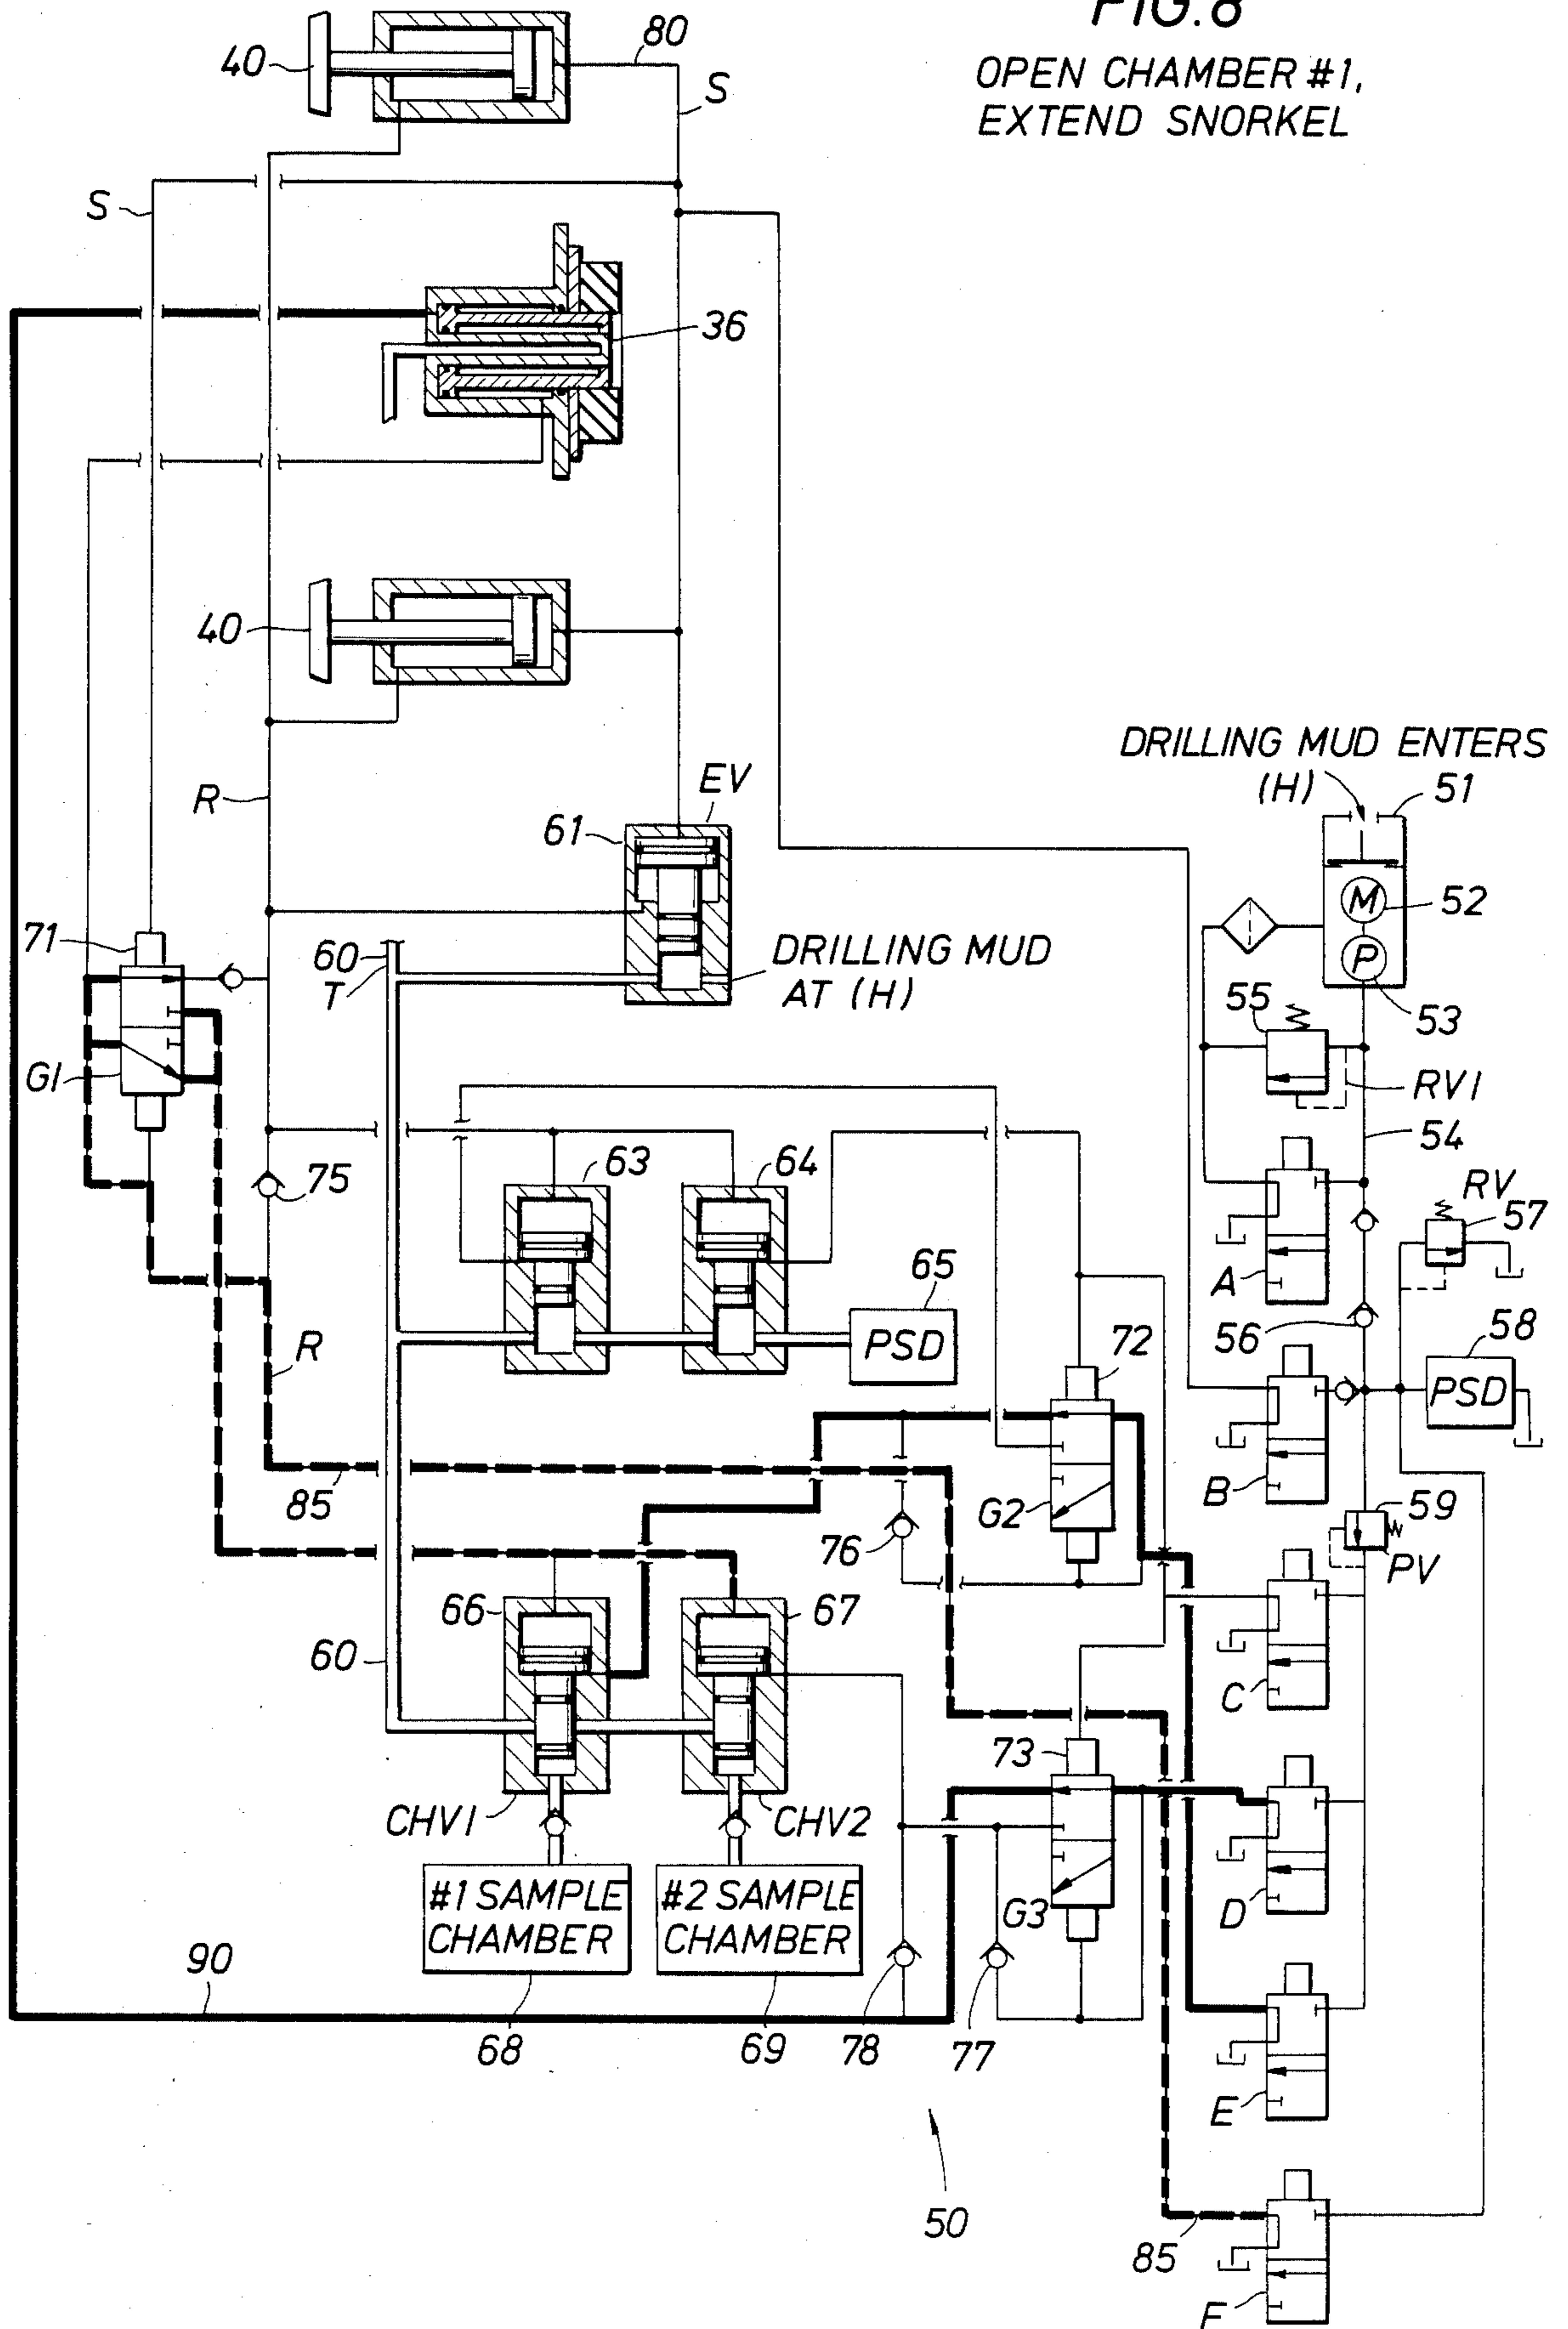 FIG.8
OPEN CHAMBER #1,
EXTEND SNORKEL
40
80
S
S
36
40
DRILLING MUD ENTERS
(H)
51
R
EV
61
M
52
71
60
T
DRILLING MUD
AT (H)
P
53
55
G1
RV1
54
63
64
75
RV
57
65
A
R
PSD
72
56
58
PSD
85
G2
B
76
59
PV
66
67
60
C
73
CHV1
CHV2
#1 SAMPLE
CHAMBER
#2 SAMPLE
CHAMBER
G3
D
90
68
69
78
77
E
50
85
F